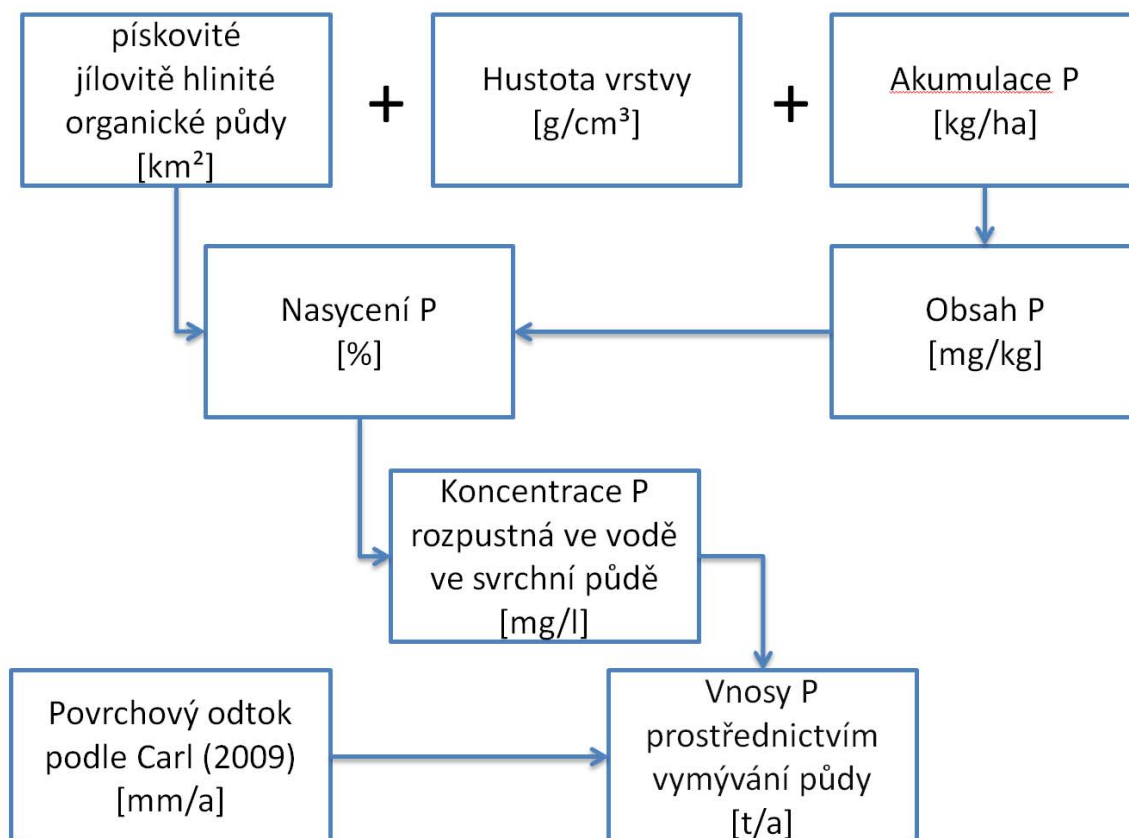 pískovité
jílovitě hlinité
organické půdy
[km²]
+
Hustota vrstvy
[g/cm³]
+
Akumulace P
[kg/ha]
Nasycení P
[%]
Obsah P
[mg/kg]
Koncentrace P
rozpustná ve vodě
ve svrchní půdě
[mg/l]
Povrchový odtok
podle Carl (2009)
[mm/a]
Vnosy P
prostřednictvím
vymývání půdy
[t/a]